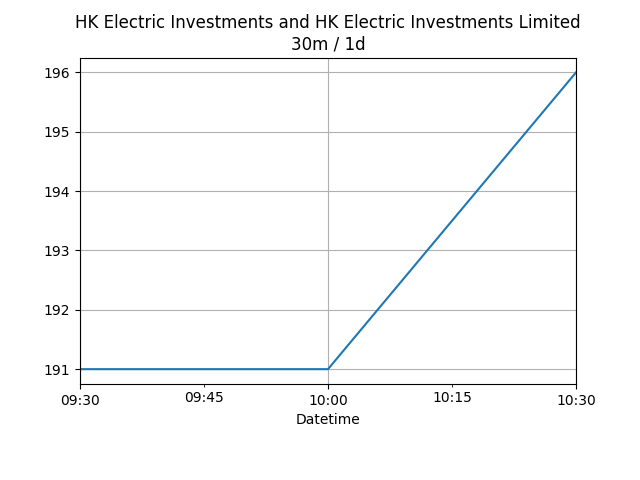 HK Electric Investments and HK Electric Investments Limited
30m / 1d
196
195
194
193
192
191
09:30 09:45 10:00 10:15 10:30
Datetime